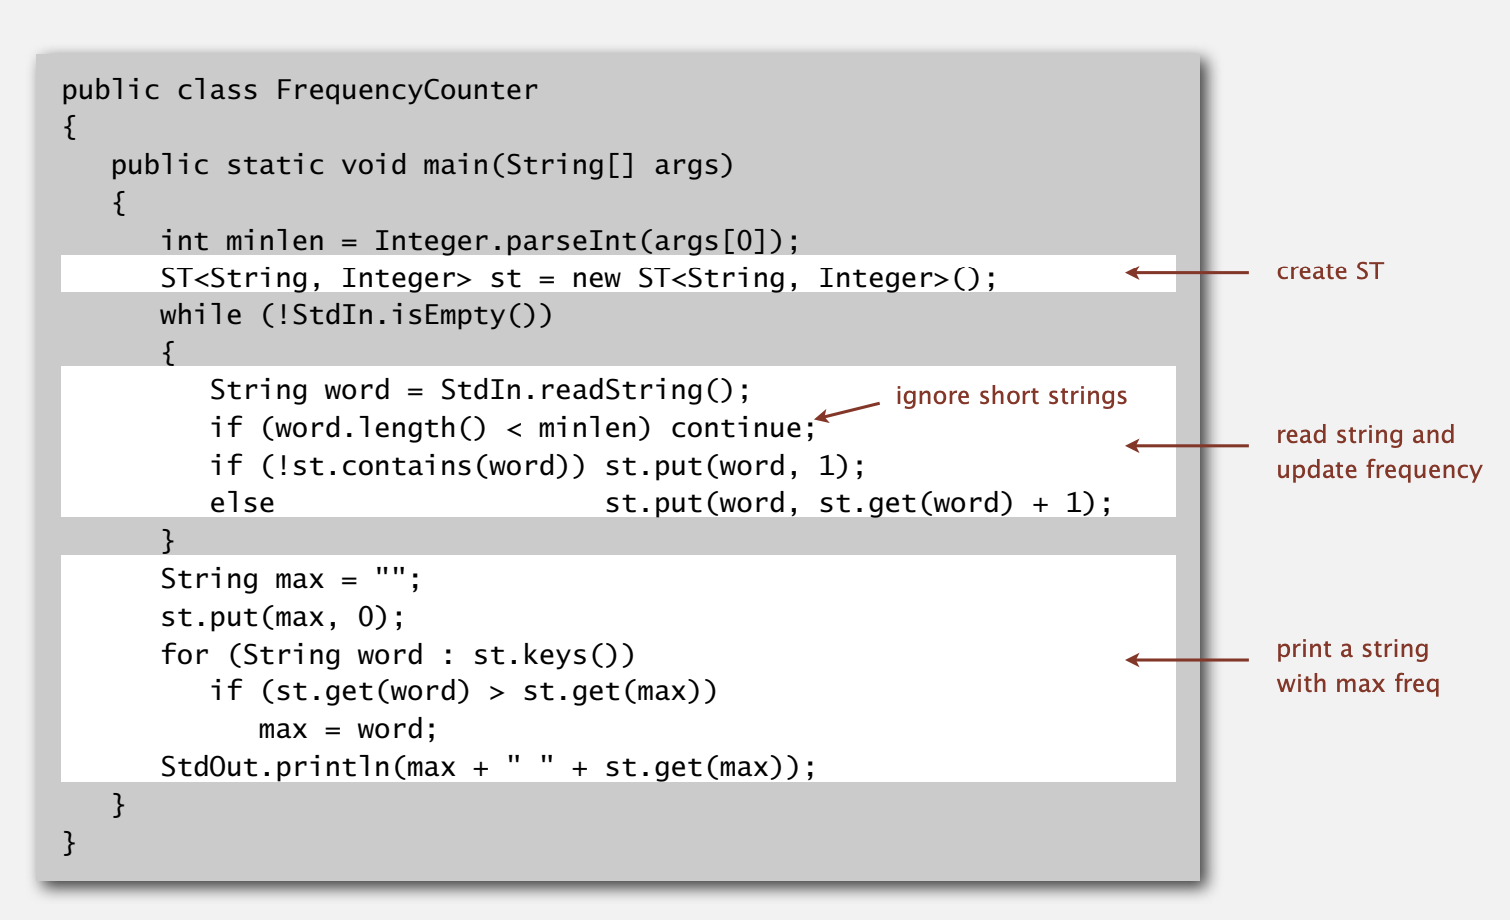 public class FrequencyCounter
{
   public static void main(String[] args)
   {
      int minlen = Integer.parseInt(args[0]);
      ST<String, Integer> st = new ST<String, Integer>();
create ST
      while (!StdIn.isEmpty())
      {
         String word = StdIn.readString();
ignore short strings
         if (word.length() < minlen) continue;
read string and
update frequency
         if (!st.contains(word)) st.put(word, 1);
         else                    st.put(word, st.get(word) + 1);
      }
      String max = "";
      st.put(max, 0);
      for (String word : st.keys())
print a string
with max freq
         if (st.get(word) > st.get(max))
            max = word;
      StdOut.println(max + " " + st.get(max));
   }
}